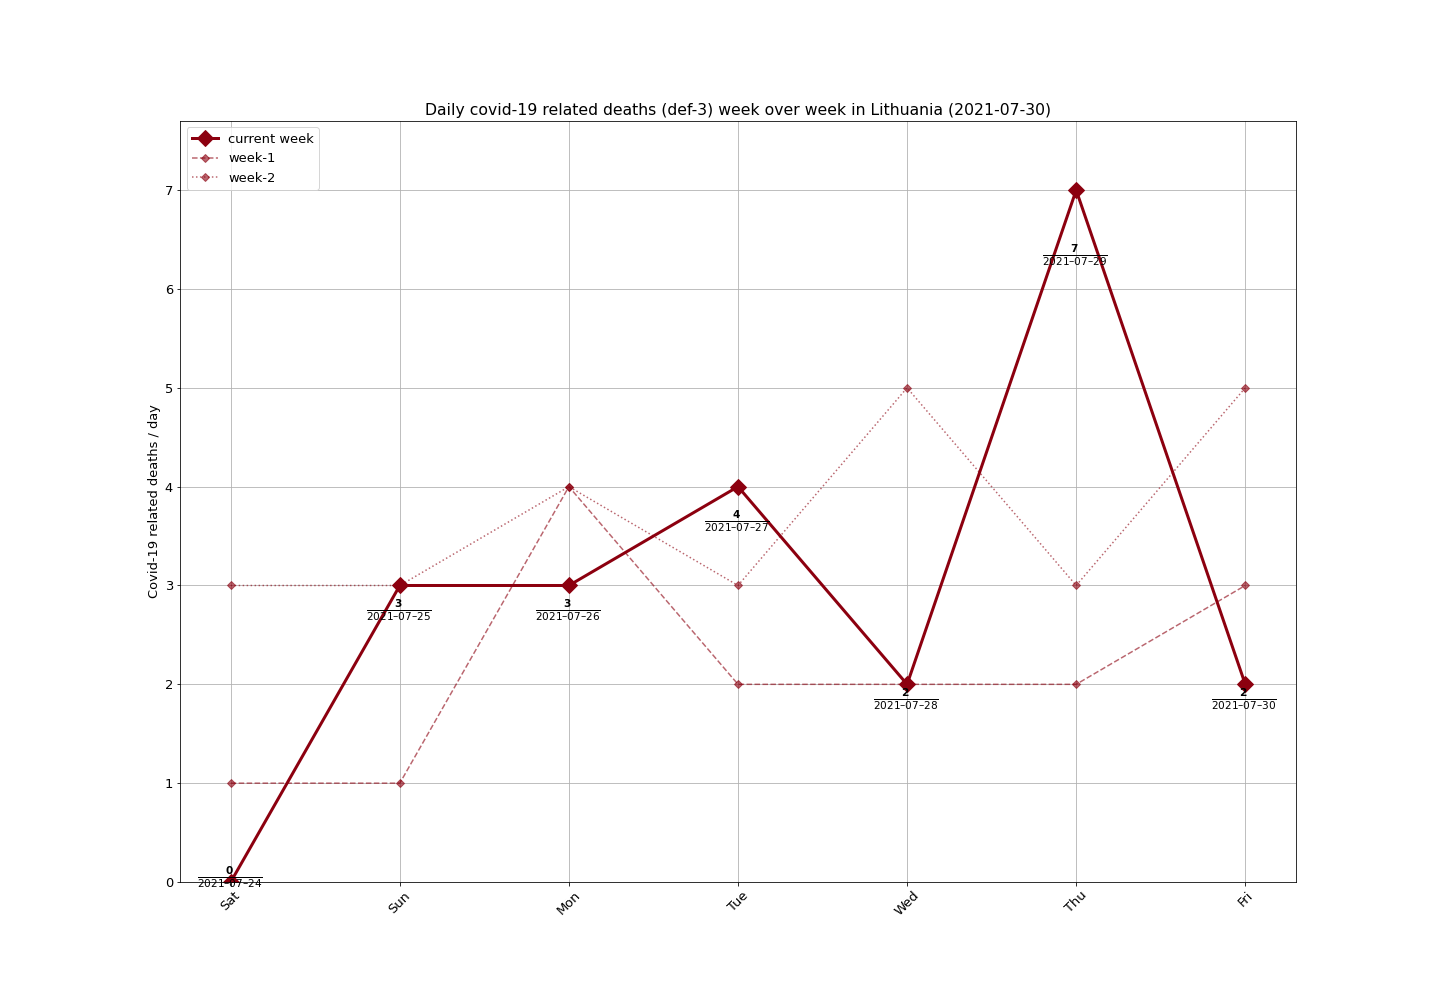 Daily covid-19 related deaths (def-3) week over week in Lithuania (2021-07-30)
current week
week-1
week-2
Covid-19 related deaths / day
7
6
5
4
3
2
1
0
7
2021–07–29
4
2021–07–27
3
2021–07–25
3
2021–07–26
2
2021–07–28
2
2021–07–30
0
2021–07–24
Sat
Sun
Mon
Tue
Wed
Thu
Fri